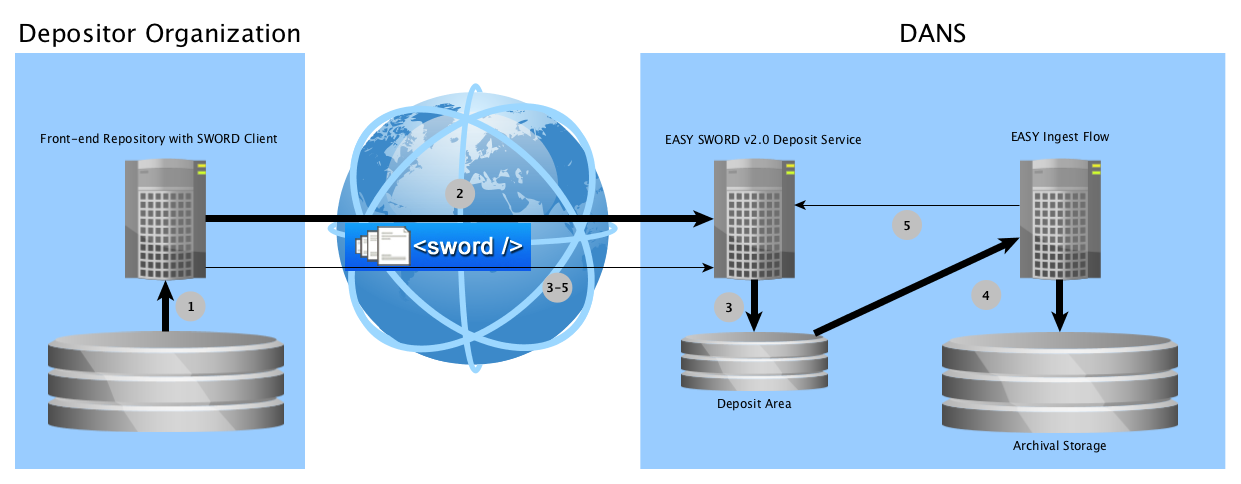 Depositor Organization
DANS
Front-end Repository with SWORD Client
EASY SWORD v2.0 Deposit Service
EASY Ingest Flow
2
5
<sword />
3-5
1
3
4
Deposit Area
Archival Storage